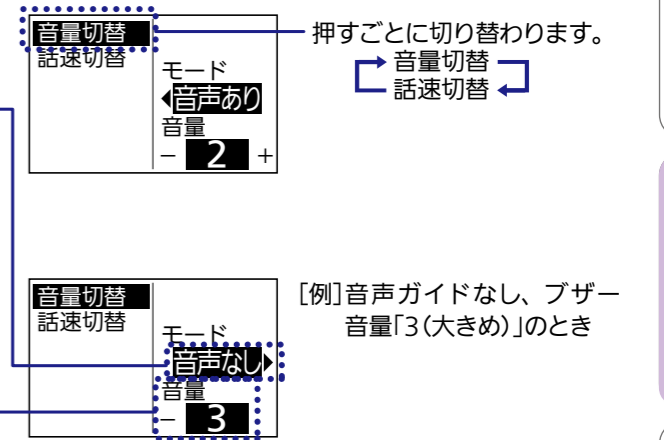 音量切替
話速切替
モード
◀音声あり
音量
− 2 +
押すごとに切り替わります。
音量切替
話速切替
音量切替
話速切替
モード
音声なし▶
音量
− 3
［例］音声ガイドなし、ブザー
音量「3（大きめ）」のとき